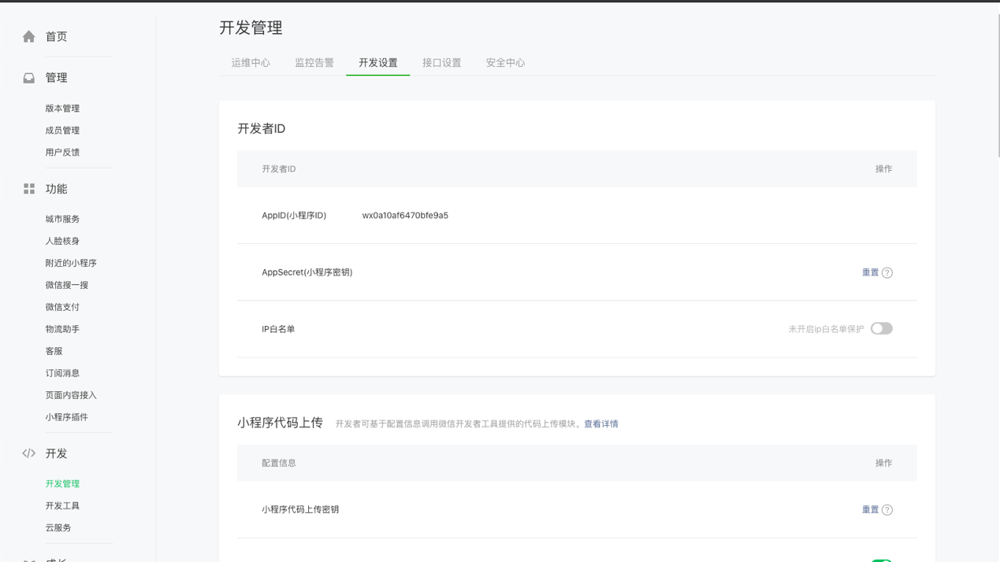 首页
管理
版本管理
成员管理
用户反馈
功能
城市服务
人脸核身
附近的小程序
微信搜一搜
微信支付
物流助手
客服
订阅消息
页面内容接入
小程序插件
开发
开发管理
开发工具
云服务
成长
开发管理
运维中心 监控告警 开发设置 接口设置 安全中心
开发者ID
开发者ID 操作
AppID(小程序ID) wx0a10af6470bfe9a5
AppSecret(小程序密钥) 重置 ?
IP白名单 未开启ip白名单保护
小程序代码上传 开发者可基于配置信息调用微信开发者工具提供的代码上传模块。查看详情
配置信息 操作
小程序代码上传密钥 重置 ?